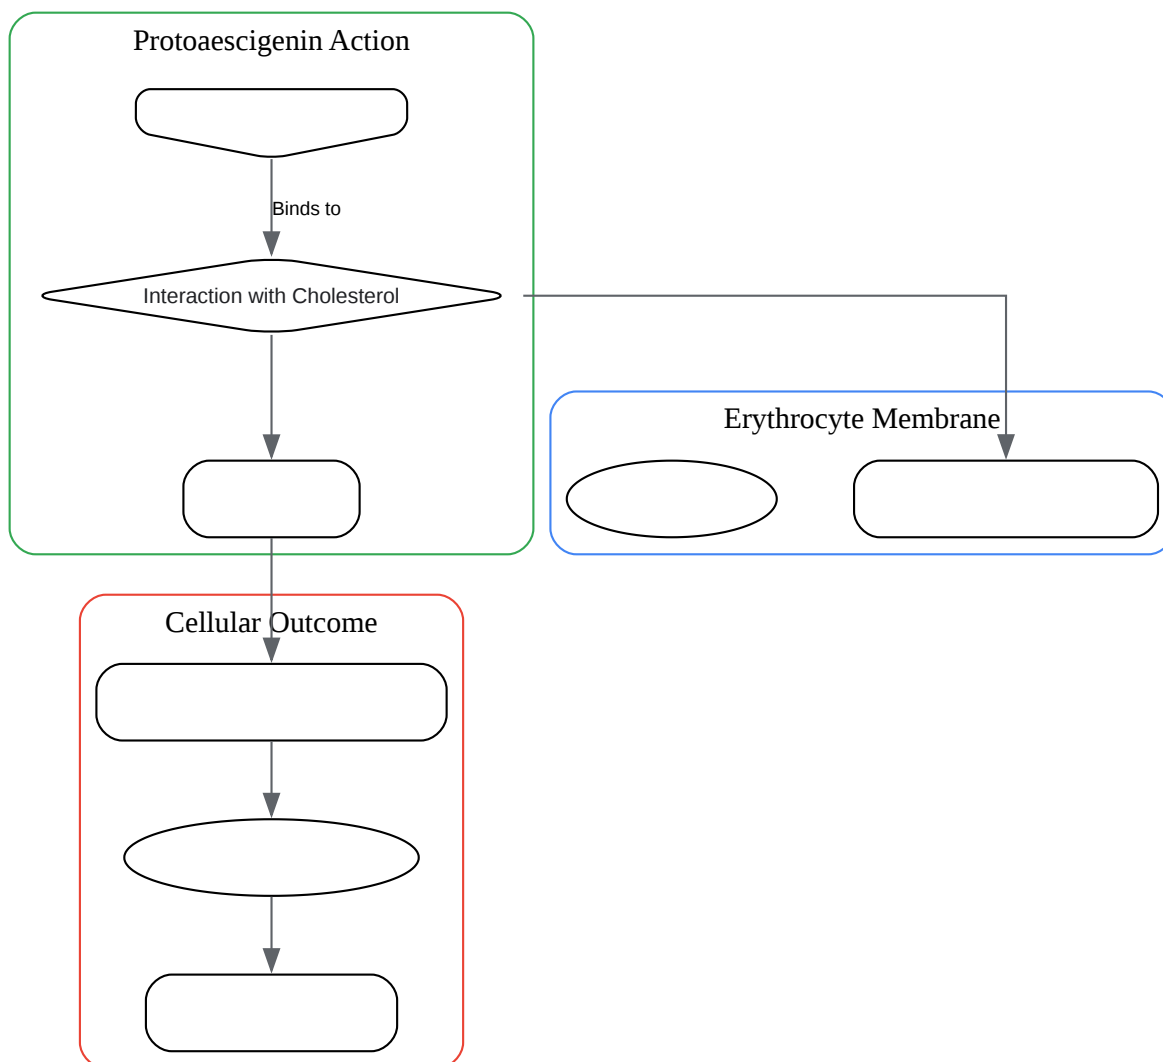 Protoaescigenin Action
Binds to
Interaction with Cholesterol
Erythrocyte Membrane
Cellular Outcome